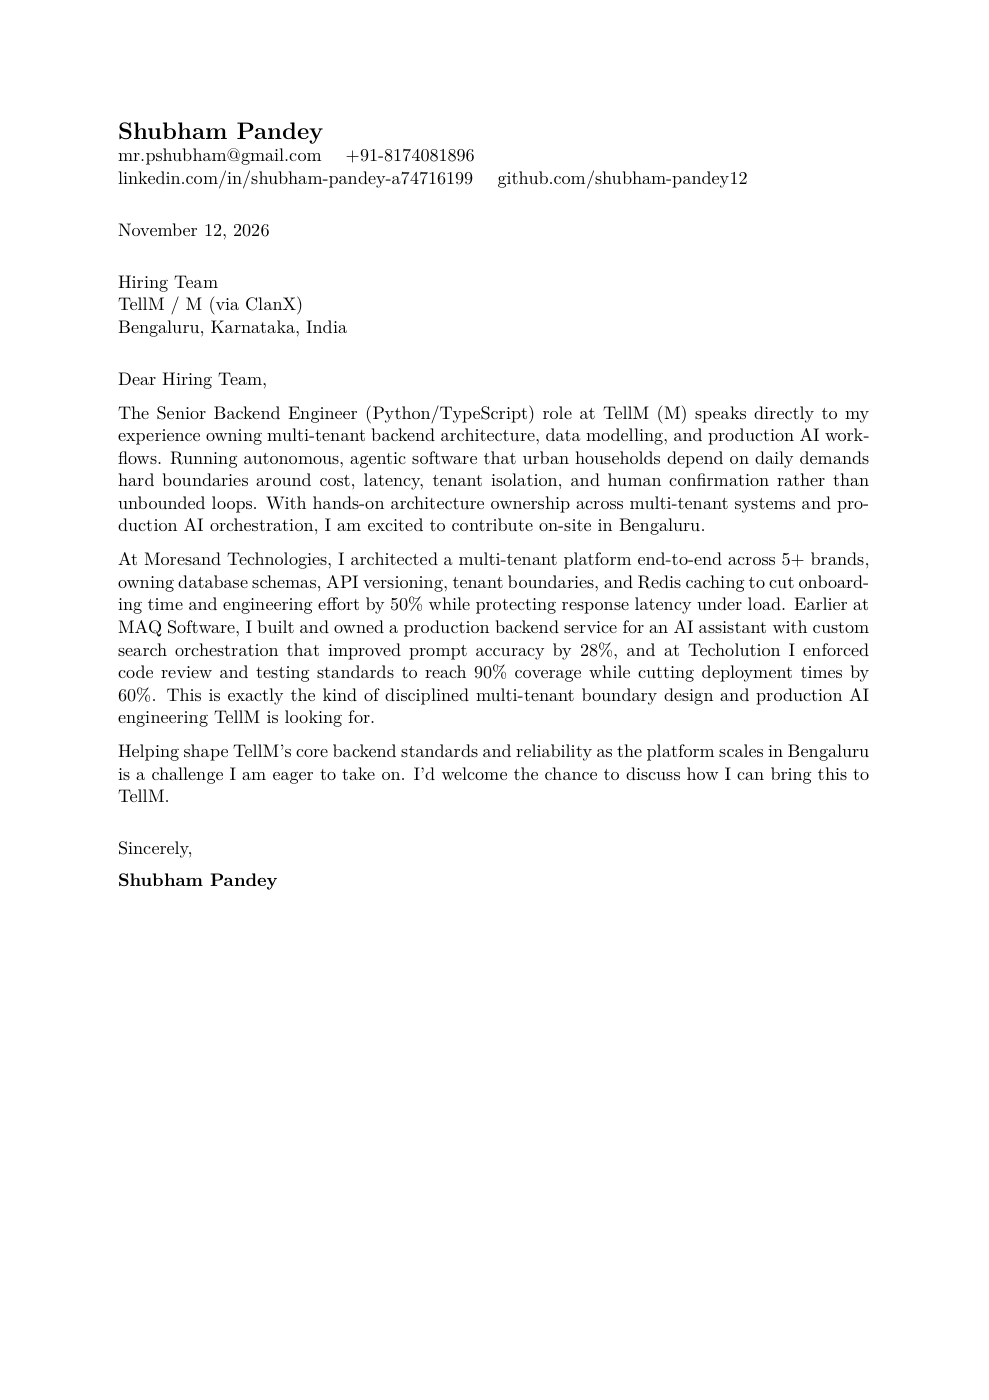 Shubham Pandey
mr.pshubham@gmail.com +91-8174081896
linkedin.com/in/shubham-pandey-a74716199 github.com/shubham-pandey12
November 12, 2026
Hiring Team
TellM / M (via ClanX)
Bengaluru, Karnataka, India
Dear Hiring Team,
The Senior Backend Engineer (Python/TypeScript) role at TellM (M) speaks directly to my
experience owning multi-tenant backend architecture, data modelling, and production AI work-
flows. Running autonomous, agentic software that urban households depend on daily demands
hard boundaries around cost, latency, tenant isolation, and human confirmation rather than
unbounded loops. With hands-on architecture ownership across multi-tenant systems and pro-
duction AI orchestration, I am excited to contribute on-site in Bengaluru.
At Moresand Technologies, I architected a multi-tenant platform end-to-end across 5+ brands,
owning database schemas, API versioning, tenant boundaries, and Redis caching to cut onboard-
ing time and engineering effort by 50% while protecting response latency under load. Earlier at
MAQ Software, I built and owned a production backend service for an AI assistant with custom
search orchestration that improved prompt accuracy by 28%, and at Techolution I enforced
code review and testing standards to reach 90% coverage while cutting deployment times by
60%. This is exactly the kind of disciplined multi-tenant boundary design and production AI
engineering TellM is looking for.
Helping shape TellM's core backend standards and reliability as the platform scales in Bengaluru
is a challenge I am eager to take on. I'd welcome the chance to discuss how I can bring this to
TellM.
Sincerely,
Shubham Pandey